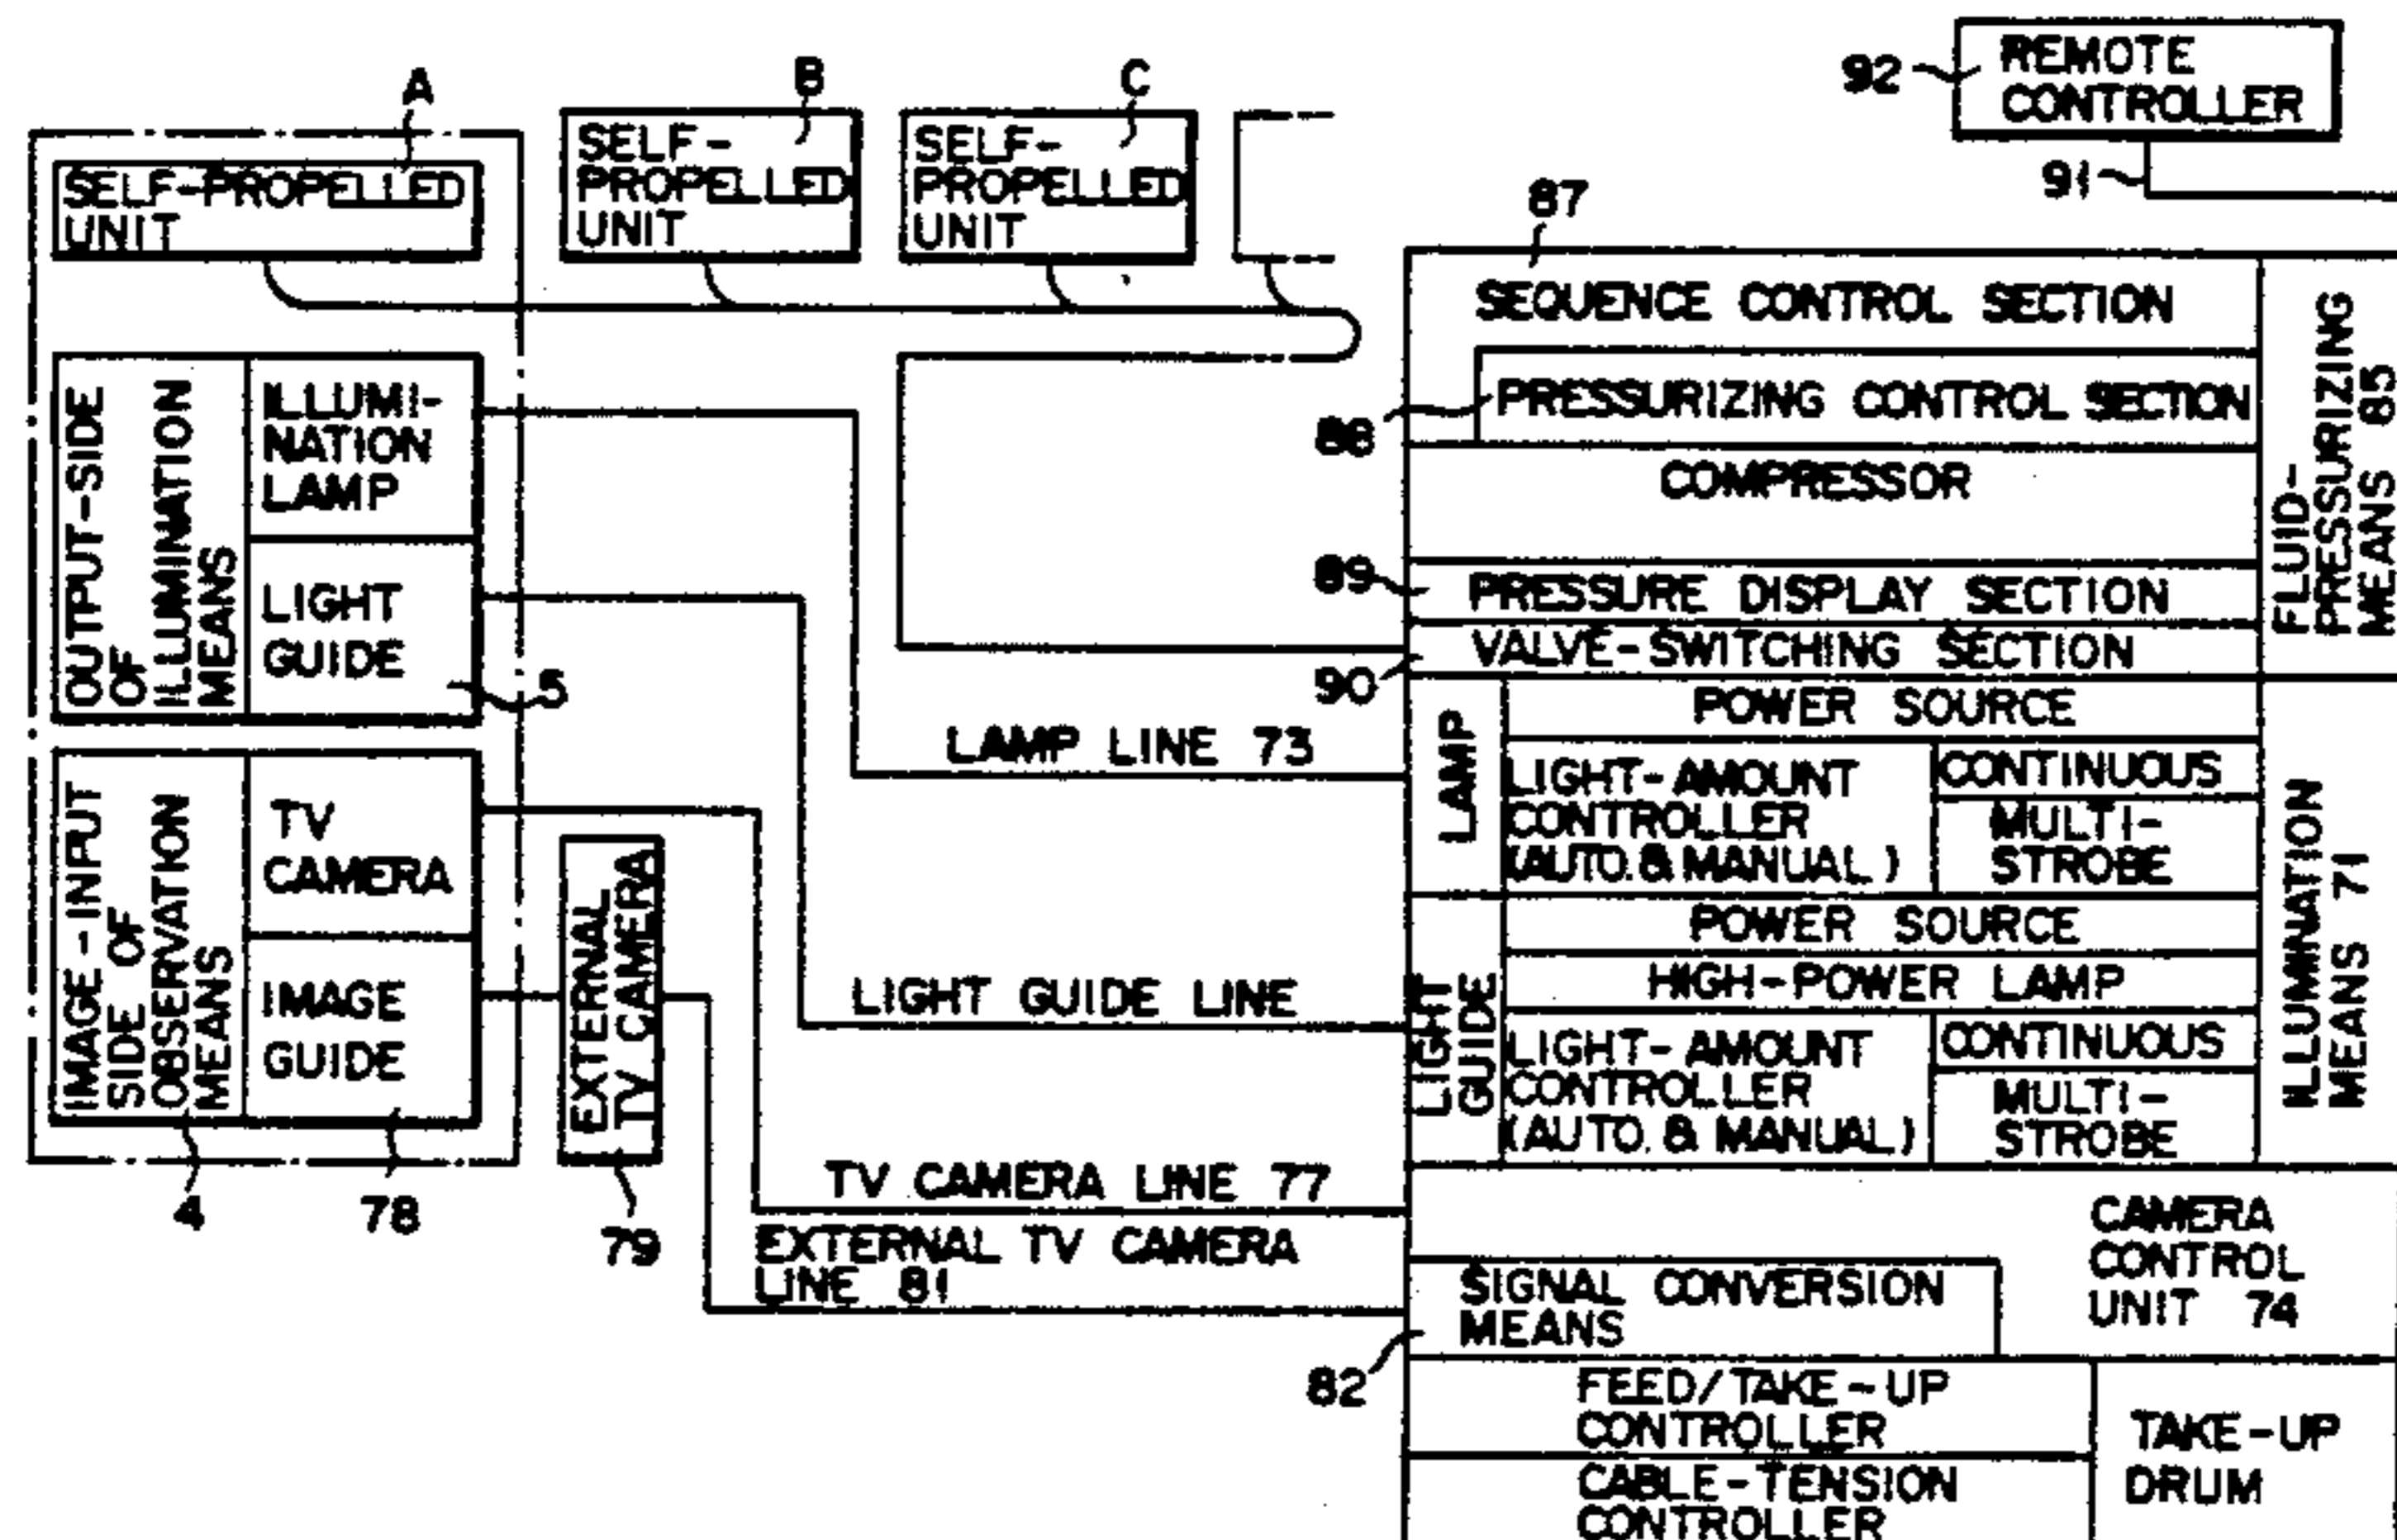 A
B
C
92
REMOTE
CONTROLLER
91
SELF-PROPELLED
UNIT
SELF-
PROPELLED
UNIT
SELF-
PROPELLED
UNIT
87
SEQUENCE CONTROL SECTION
88
PRESSURIZING CONTROL SECTION
COMPRESSOR
89
PRESSURE DISPLAY SECTION
90
VALVE-SWITCHING SECTION
FLUID-
PRESSURIZING
MEANS 85
OUTPUT-SIDE
OF
ILLUMINATION
MEANS
ILLUMI-
NATION
LAMP
LIGHT
GUIDE
5
LAMP LINE 73
LAMP
POWER SOURCE
LIGHT-AMOUNT
CONTROLLER
(AUTO.& MANUAL)
CONTINUOUS
MULTI-
STROBE
ILLUMINATION
MEANS 71
IMAGE-INPUT
SIDE OF
OBSERVATION
MEANS
TV
CAMERA
IMAGE
GUIDE
4
78
EXTERNAL
TV CAMERA
79
LIGHT GUIDE LINE
LIGHT
GUIDE
POWER SOURCE
HIGH-POWER LAMP
LIGHT-AMOUNT
CONTROLLER
(AUTO. & MANUAL)
CONTINUOUS
MULTI-
STROBE
TV CAMERA LINE 77
EXTERNAL TV CAMERA
LINE 81
CAMERA
CONTROL
UNIT 74
SIGNAL CONVERSION
MEANS
82
FEED/TAKE-UP
CONTROLLER
CABLE-TENSION
CONTROLLER
TAKE-UP
DRUM